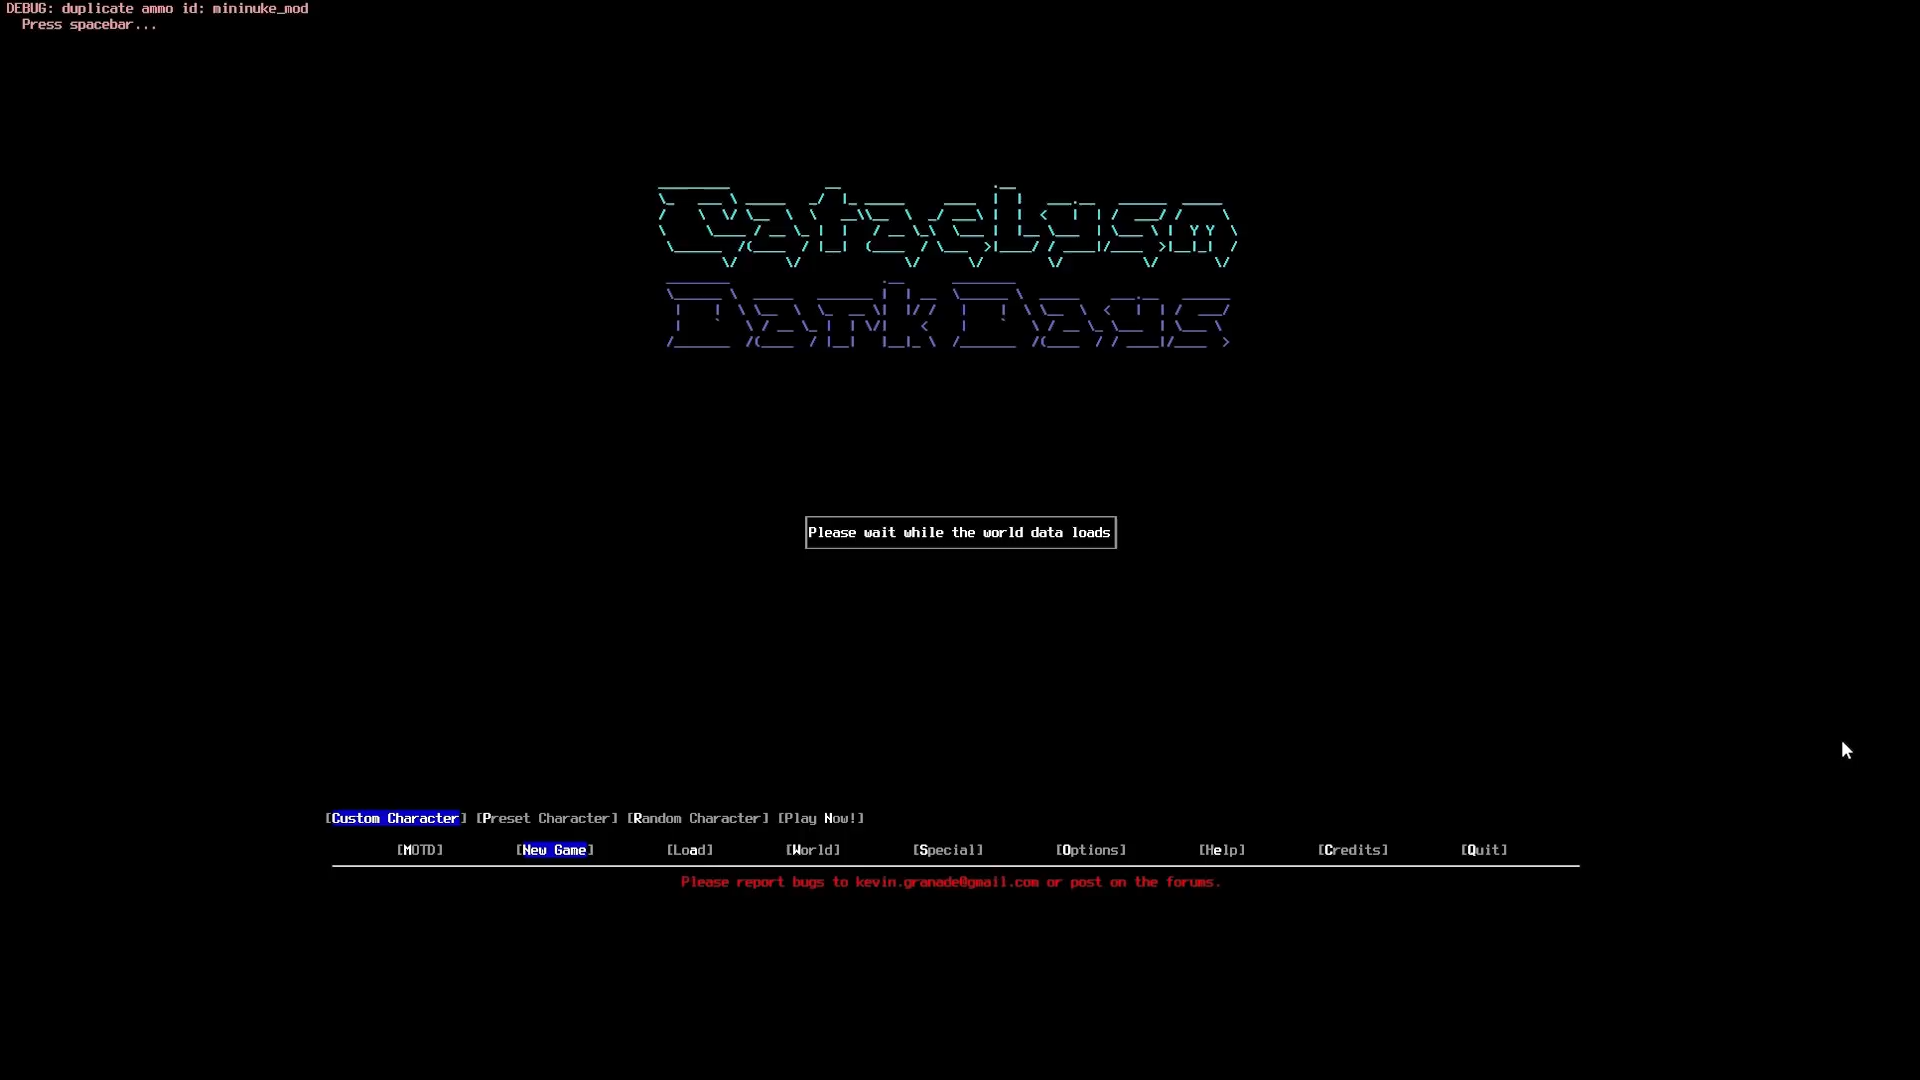 DEBUG: duplicate ammo id: mininuke_mod
Press spacebar...
Cataclysm
Dark Days
Please wait while the world data loads
[Custom Character] [Preset Character] [Random Character] [Play Now!]
[MOTD] [New Game] [Load] [World] [Special] [Options] [Help] [Credits] [Quit]
Please report bugs to kevin.granade@gmail.com or post on the forums.